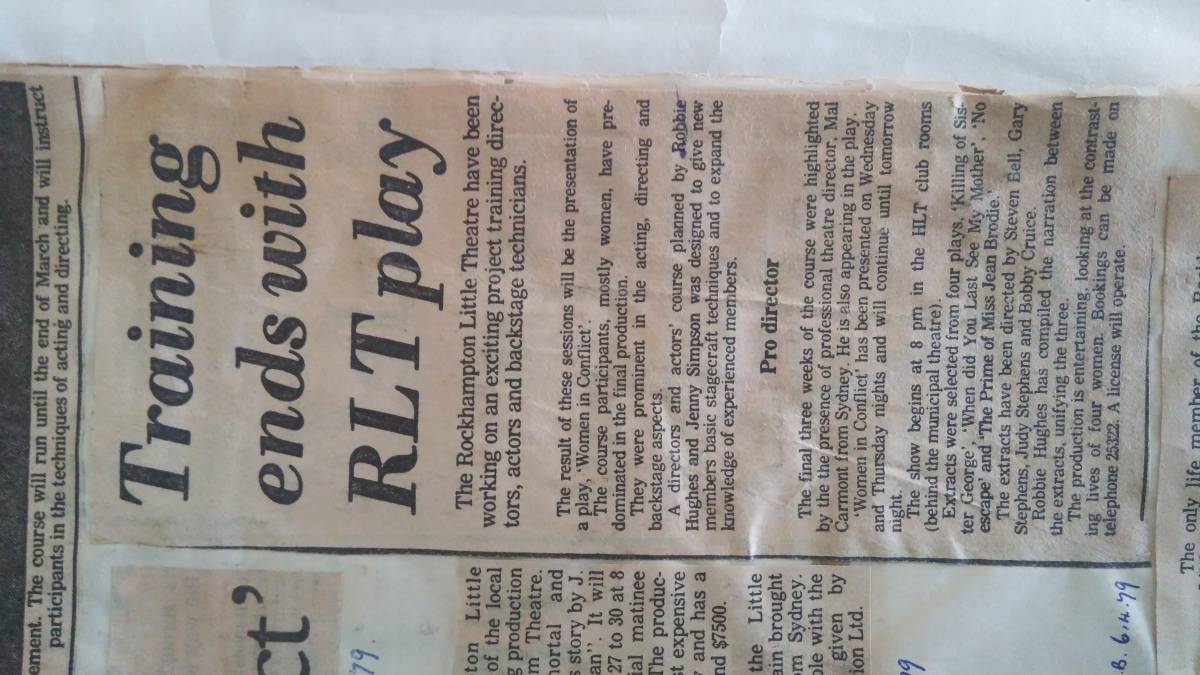 ement. The course will run until the end of March and will instruct
participants in the techniques of acting and directing.
Training
ends with
RLT play
The Rockhampton Little Theatre have been
working on an exciting project training direc-
tors, actors and backstage technicians.
The result of these sessions will be the presentation of
a play, 'Women in Conflict'.
The course participants, mostly women, have pre-
dominated in the final production.
They were prominent in the acting, directing and
backstage aspects.
A directors and actors' course planned by Robbie
Hughes and Jenny Simpson was designed to give new
members basic stagecraft techniques and to expand the
knowledge of experienced members.
Pro director
The final three weeks of the course were highlighted
by the the presence of professional theatre director, Mal
Carmont from Sydney. He is also appearing in the play.
'Women in Conflict' has been presented on Wednesday
and Thursday nights and will continue until tomorrow
night.
The show begins at 8 pm in the HLT club rooms
(behind the municipal theatre).
Extracts were selected from four plays, 'Killing of Sis-
ter George', 'When did You Last See My Mother', 'No
escape' and 'The Prime of Miss Jean Brodie.'
The extracts have been directed by Steven Bell, Gary
Stephens, Judy Stephens and Bobby Cruice.
Robbie Hughes has compiled the narration between
the extracts, unifying the three.
The production is entertaining, looking at the contrast-
ing lives of four women. Bookings can be made on
telephone 25322. A license will operate.
ct'
79.
ton Little
of the local
g production
m Theatre.
mortal and
s story by J.
an". It will
27 to 30 at 8
ial matinee
The produc-
st expensive
y and has a
nd $7500.
the Little
ain brought
om Sydney.
ble with the
given by
ion Ltd.
79
.B. 6.4.79
The only life member of the